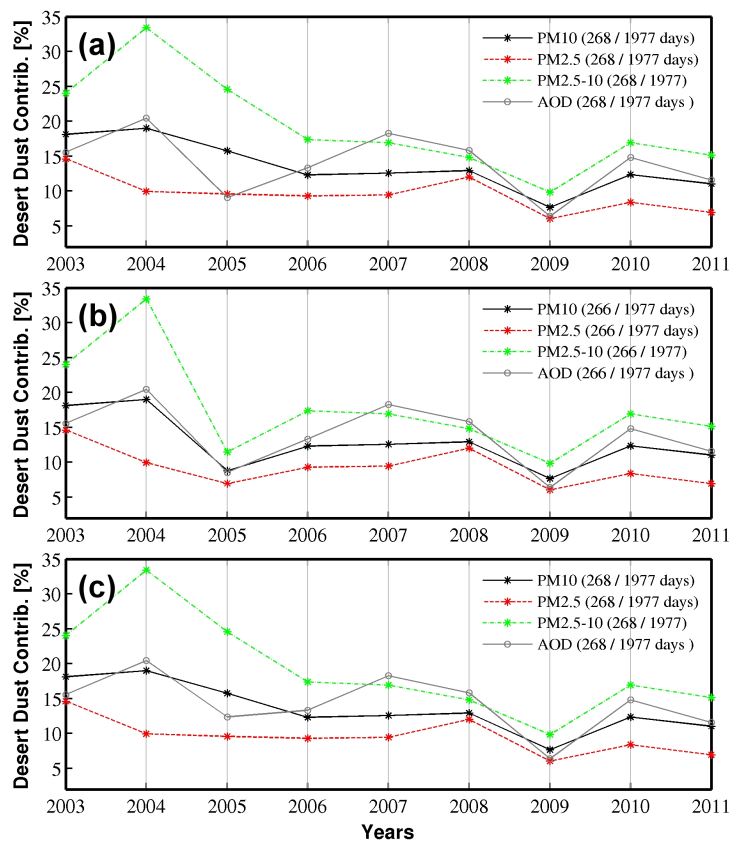 (a)
Desert Dust Contrib. [%]
35
30
25
20
15
10
5
PM10 (268 / 1977 days)
PM2.5 (268 / 1977 days)
PM2.5-10 (268 / 1977)
AOD (268 / 1977 days )
2003 2004 2005 2006 2007 2008 2009 2010 2011
(b)
Desert Dust Contrib. [%]
35
30
25
20
15
10
5
PM10 (266 / 1977 days)
PM2.5 (266 / 1977 days)
PM2.5-10 (266 / 1977)
AOD (266 / 1977 days )
2003 2004 2005 2006 2007 2008 2009 2010 2011
(c)
Desert Dust Contrib. [%]
35
30
25
20
15
10
5
PM10 (268 / 1977 days)
PM2.5 (268 / 1977 days)
PM2.5-10 (268 / 1977)
AOD (268 / 1977 days )
2003 2004 2005 2006 2007 2008 2009 2010 2011
Years